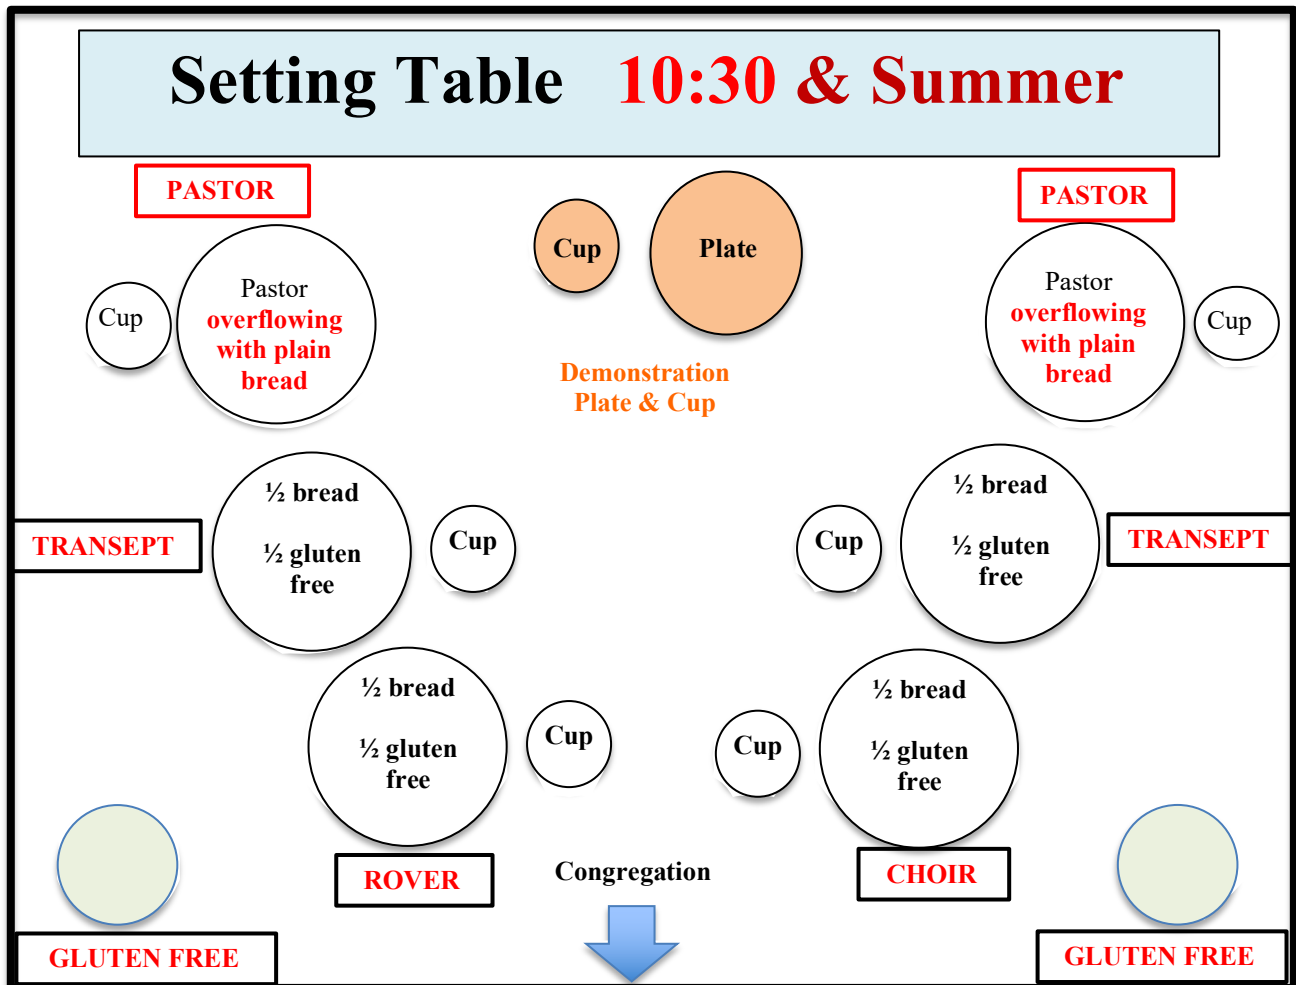 Setting Table 10:30 & Summer
PASTOR
PASTOR
Cup
Plate
Cup
Pastor
overflowing
with plain
bread
Pastor
overflowing
with plain
bread
Cup
Demonstration
Plate & Cup
TRANSEPT
½ bread
½ gluten
free
Cup
Cup
½ bread
½ gluten
free
TRANSEPT
½ bread
½ gluten
free
Cup
Cup
½ bread
½ gluten
free
ROVER
Congregation
CHOIR
GLUTEN FREE
GLUTEN FREE